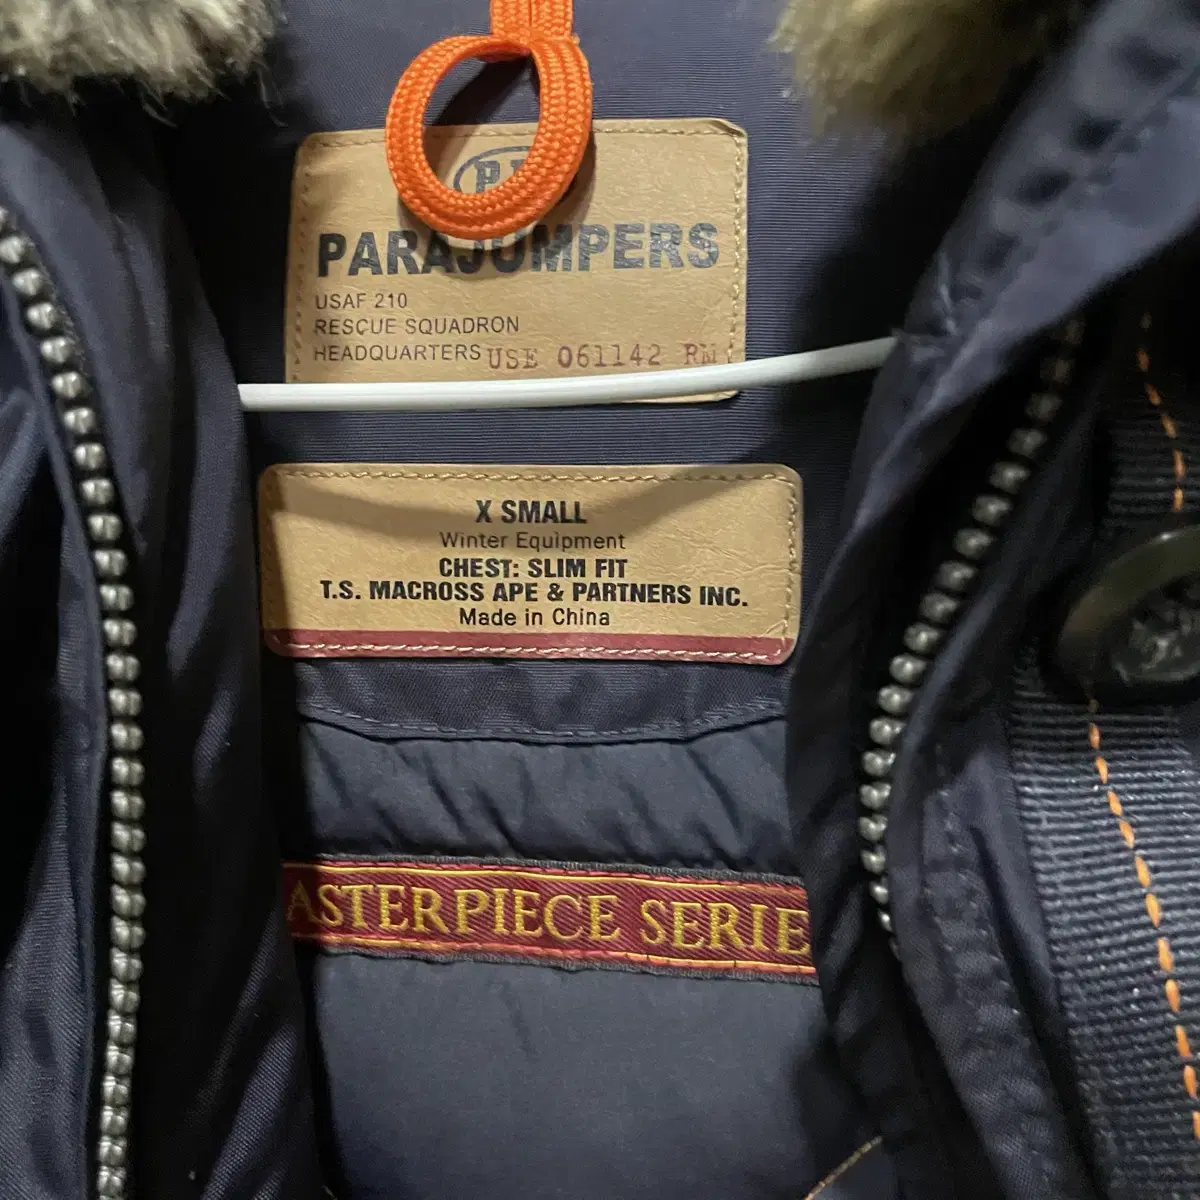 PARAJUMPERS
USAF 210
RESCUE SQUADRON
HEADQUARTERS USE 061142 RM
X SMALL
Winter Equipment
CHEST: SLIM FIT
T.S. MACROSS APE & PARTNERS INC.
Made in China
ASTERPIECE SERIE